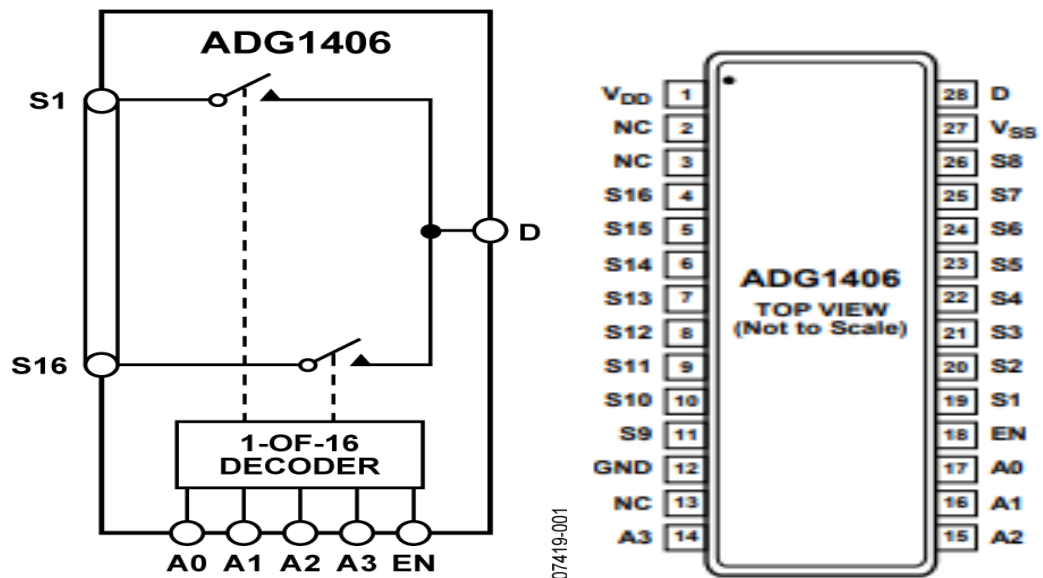 ADG1406
S1
D
S16
1-OF-16
DECODER
A0 A1 A2 A3 EN
07419-001
VDD 1
NC 2
NC 3
S16 4
S15 5
S14 6
S13 7
S12 8
S11 9
S10 10
S9 11
GND 12
NC 13
A3 14
ADG1406
TOP VIEW
(Not to Scale)
28 D
27 VSS
26 S8
25 S7
24 S6
23 S5
22 S4
21 S3
20 S2
19 S1
18 EN
17 A0
16 A1
15 A2